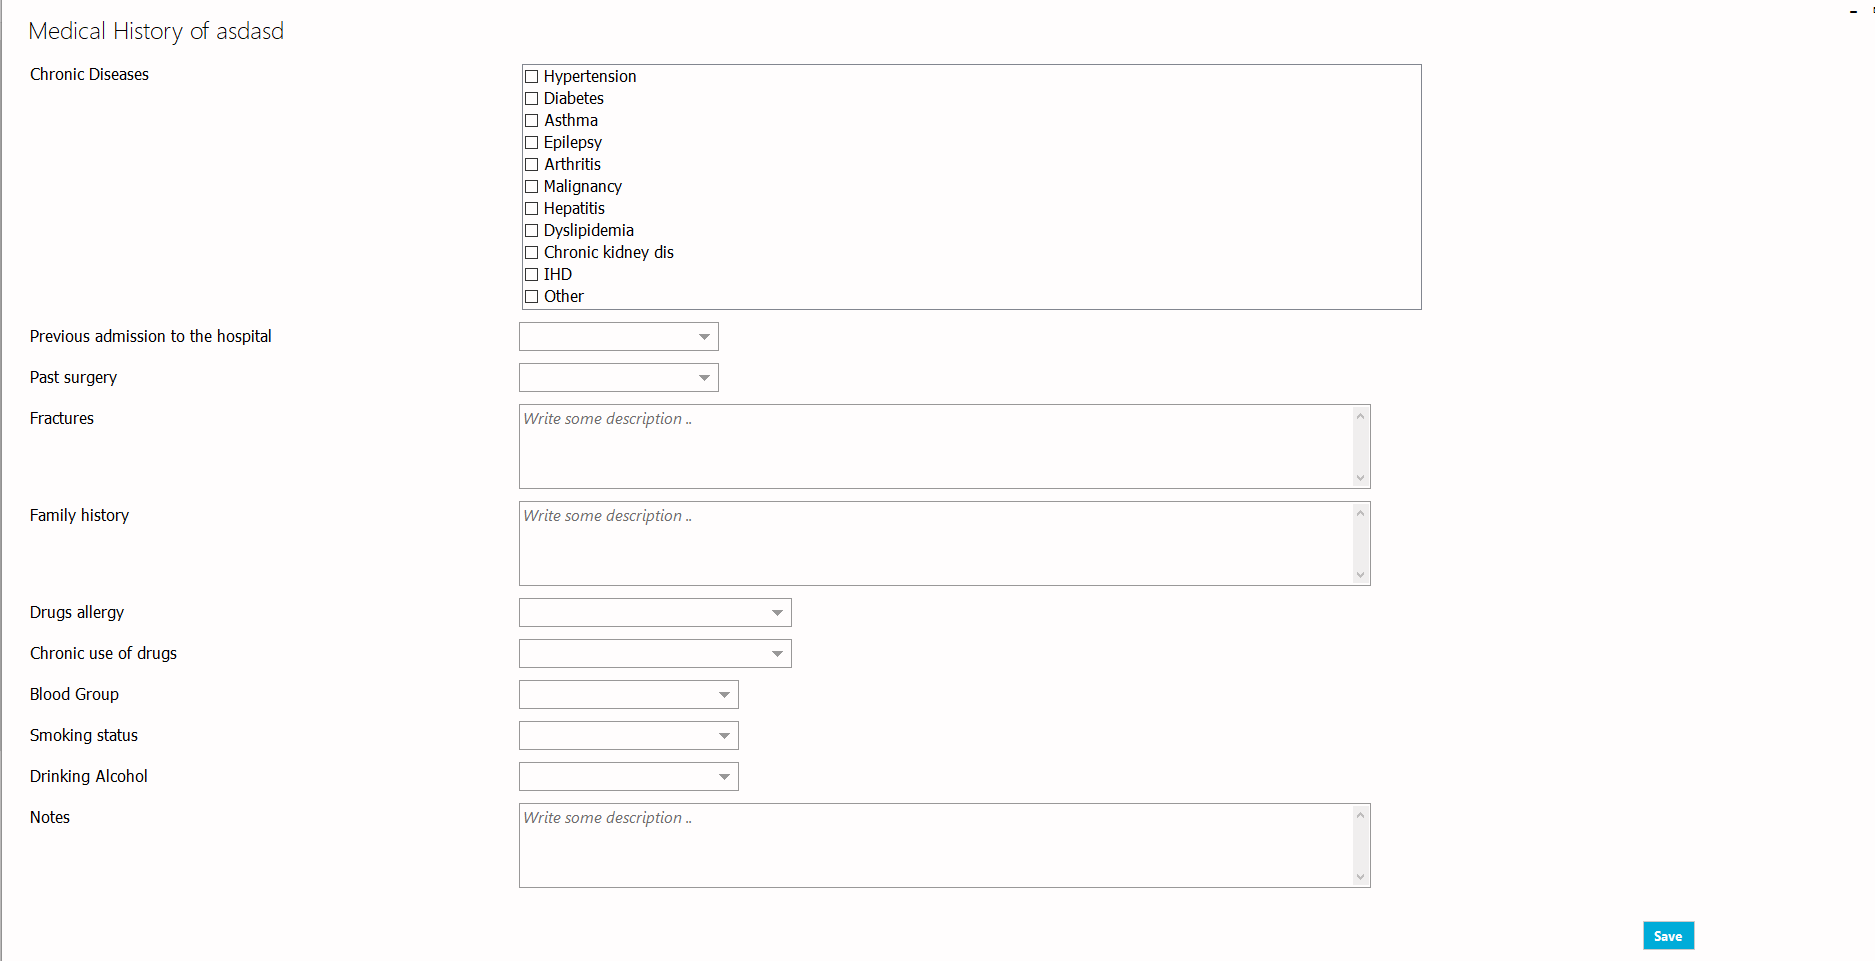 Medical History of asdasd
Chronic Diseases
Hypertension
Diabetes
Asthma
Epilepsy
Arthritis
Malignancy
Hepatitis
Dyslipidemia
Chronic kidney dis
IHD
Other
Previous admission to the hospital
Past surgery
Fractures
Write some description ..
Family history
Write some description ..
Drugs allergy
Chronic use of drugs
Blood Group
Smoking status
Drinking Alcohol
Notes
Write some description ..
Save